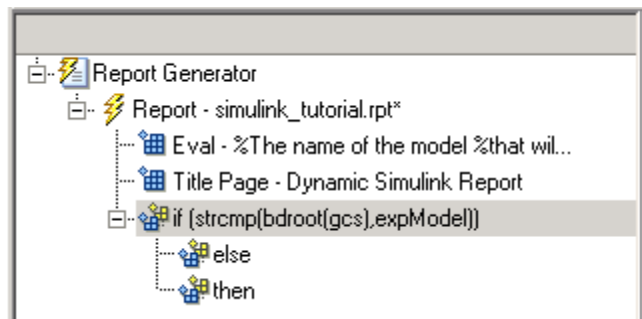 Report Generator
Report - simulink_tutorial.rpt*
Eval - %The name of the model %that wil...
Title Page - Dynamic Simulink Report
if (strcmp(bdroot(gcs),expModel))
else
then